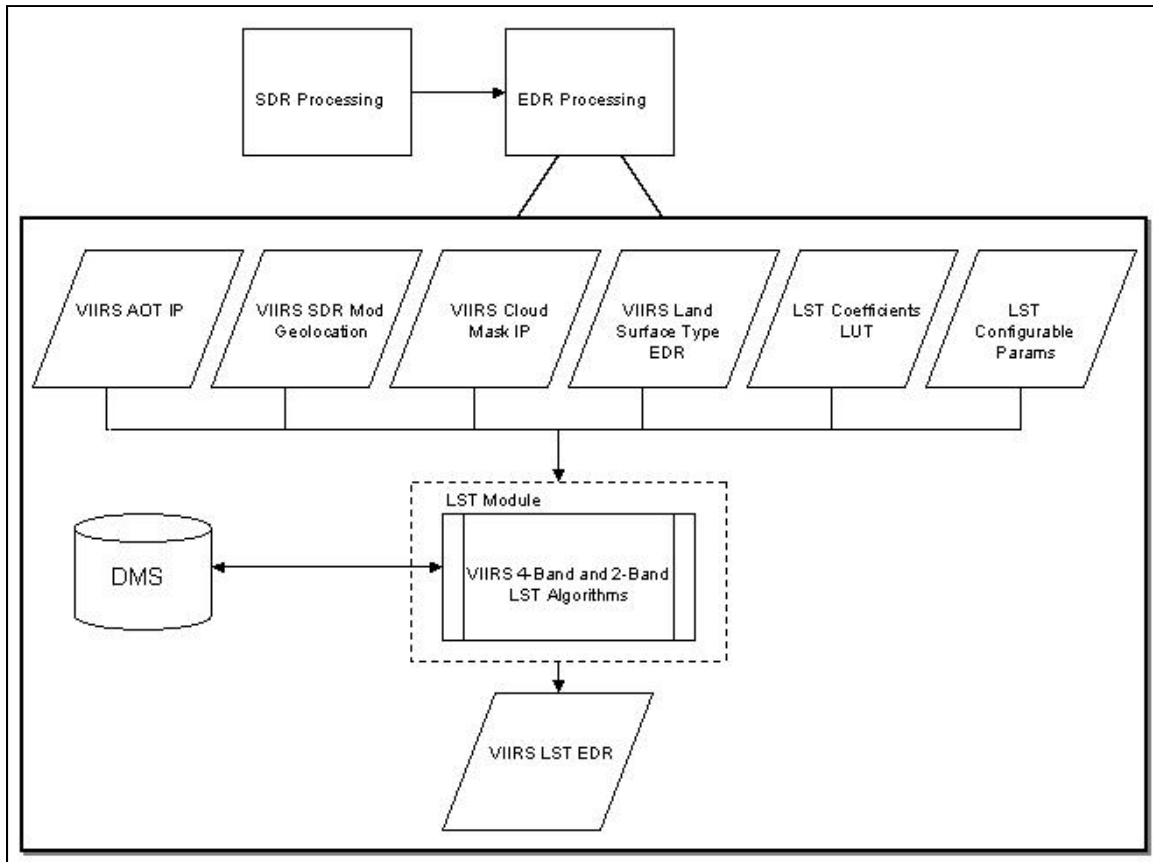 SDR Processing
EDR Processing
VIIRS AOT IP
VIIRS SDR Mod
Geolocation
VIIRS Cloud
Mask IP
VIIRS Land
Surface Type
EDR
LST Coefficients
LUT
LST
Configurable
Params
LST Module
VIIRS 4-Band and 2-Band
LST Algorithms
DMS
VIIRS LST EDR